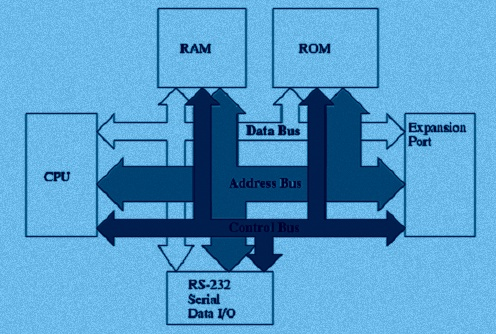 RAM
ROM
Data Bus
Expansion
Port
CPU
Address Bus
Control Bus
RS-232
Serial
Data I/O